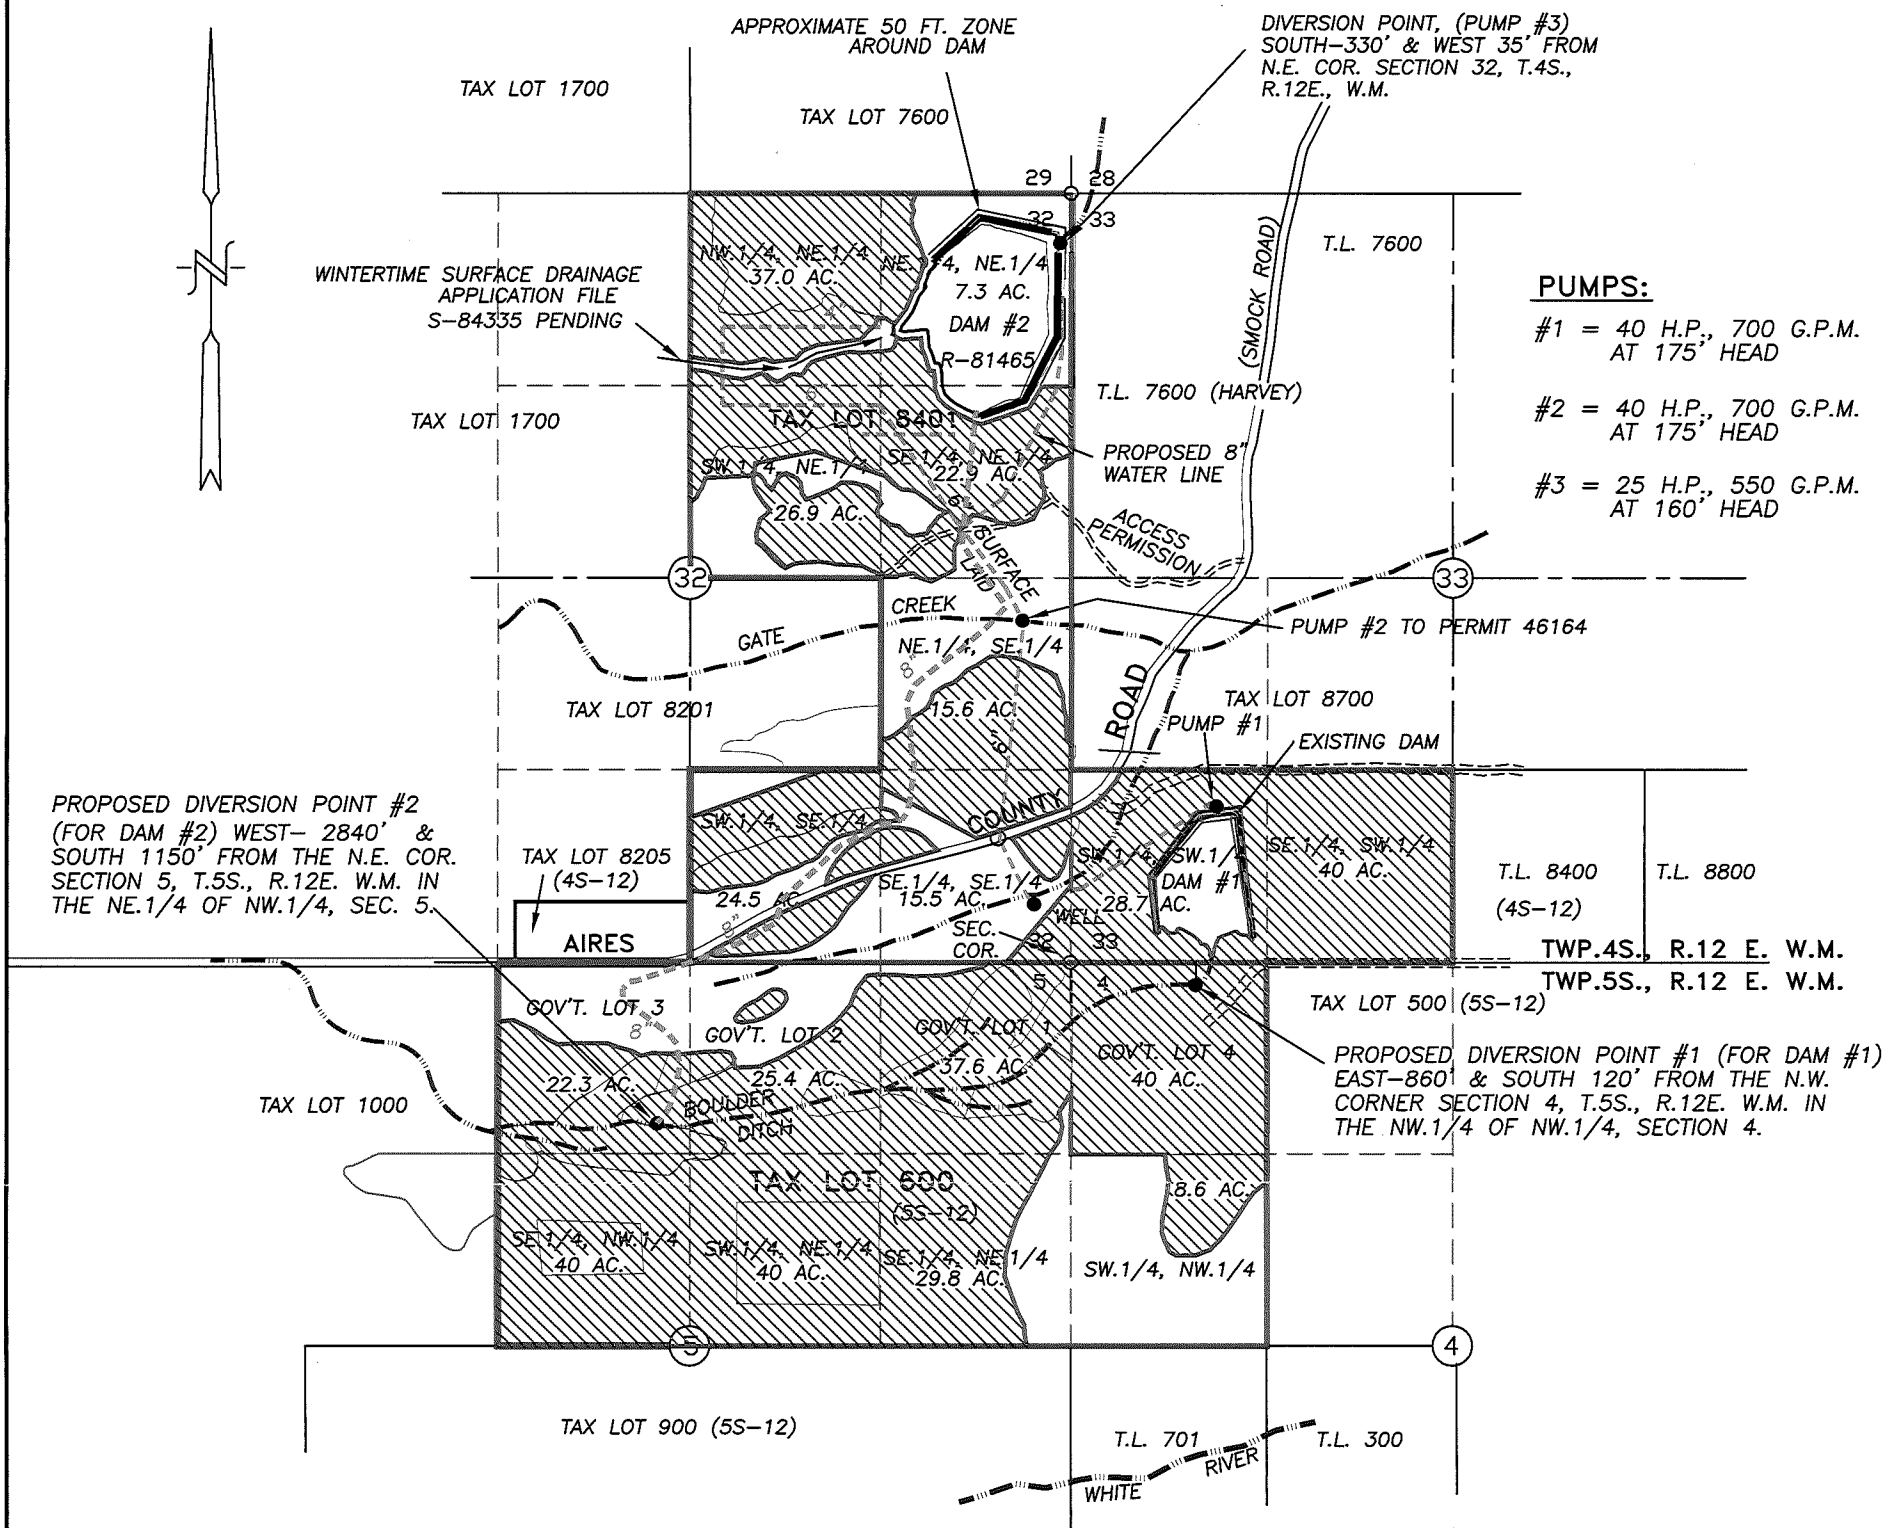 APPROXIMATE 50 FT. ZONE
AROUND DAM
DIVERSION POINT, (PUMP #3)
SOUTH-330' & WEST 35' FROM
N.E. COR. SECTION 32, T.4S.,
R.12E., W.M.
TAX LOT 1700
TAX LOT 7600
N
29
28
32
33
T.L. 7600
(SMOCK ROAD)
WINTERTIME SURFACE DRAINAGE
APPLICATION FILE
S-84335 PENDING
NW.1/4, NE.1/4
37.0 AC.
NE.1/4, NE.1/4
7.3 AC.
DAM #2
R-81465
4"
6"
PUMPS:
#1 = 40 H.P., 700 G.P.M.
AT 175' HEAD
#2 = 40 H.P., 700 G.P.M.
AT 175' HEAD
#3 = 25 H.P., 550 G.P.M.
AT 160' HEAD
TAX LOT 1700
TAX LOT 8401
T.L. 7600 (HARVEY)
PROPOSED 8"
WATER LINE
SW.1/4, NE.1/4
26.9 AC.
SE.1/4, NE.1/4
22.9 AC.
6"
SURFACE
LAID
ACCESS
PERMISSION
32
33
GATE
CREEK
NE.1/4, SE.1/4
PUMP #2 TO PERMIT 46164
8"
TAX LOT 8201
15.6 AC.
6"
ROAD
TAX LOT 8700
PUMP #1
EXISTING DAM
PROPOSED DIVERSION POINT #2
(FOR DAM #2) WEST- 2840' &
SOUTH 1150' FROM THE N.E. COR.
SECTION 5, T.5S., R.12E. W.M. IN
THE NE.1/4 OF NW.1/4, SEC. 5.
TAX LOT 8205
(4S-12)
AIRES
SW.1/4, SE.1/4
24.5 AC.
8"
COUNTY
SE.1/4, SE.1/4
15.5 AC.
SEC.
COR.
WELL
32
33
SW.1/4, SW.1/4
DAM #1
28.7 AC.
SE.1/4, SW.1/4
40 AC.
T.L. 8400
(4S-12)
T.L. 8800
TWP.4S., R.12 E. W.M.
TWP.5S., R.12 E. W.M.
5
4
GOV'T. LOT 3
8"
22.3 AC.
GOV'T. LOT 2
25.4 AC.
GOV'T. LOT 1
37.6 AC.
GOV'T. LOT 4
40 AC.
TAX LOT 500 (5S-12)
PROPOSED DIVERSION POINT #1 (FOR DAM #1)
EAST-860' & SOUTH 120' FROM THE N.W.
CORNER SECTION 4, T.5S., R.12E. W.M. IN
THE NW.1/4 OF NW.1/4, SECTION 4.
TAX LOT 1000
BOULDER
DITCH
TAX LOT 600
(5S-12)
8.6 AC.
SE.1/4, NW.1/4
40 AC.
SW.1/4, NE.1/4
40 AC.
SE.1/4, NE.1/4
29.8 AC.
SW.1/4, NW.1/4
5
4
TAX LOT 900 (5S-12)
T.L. 701
T.L. 300
WHITE
RIVER